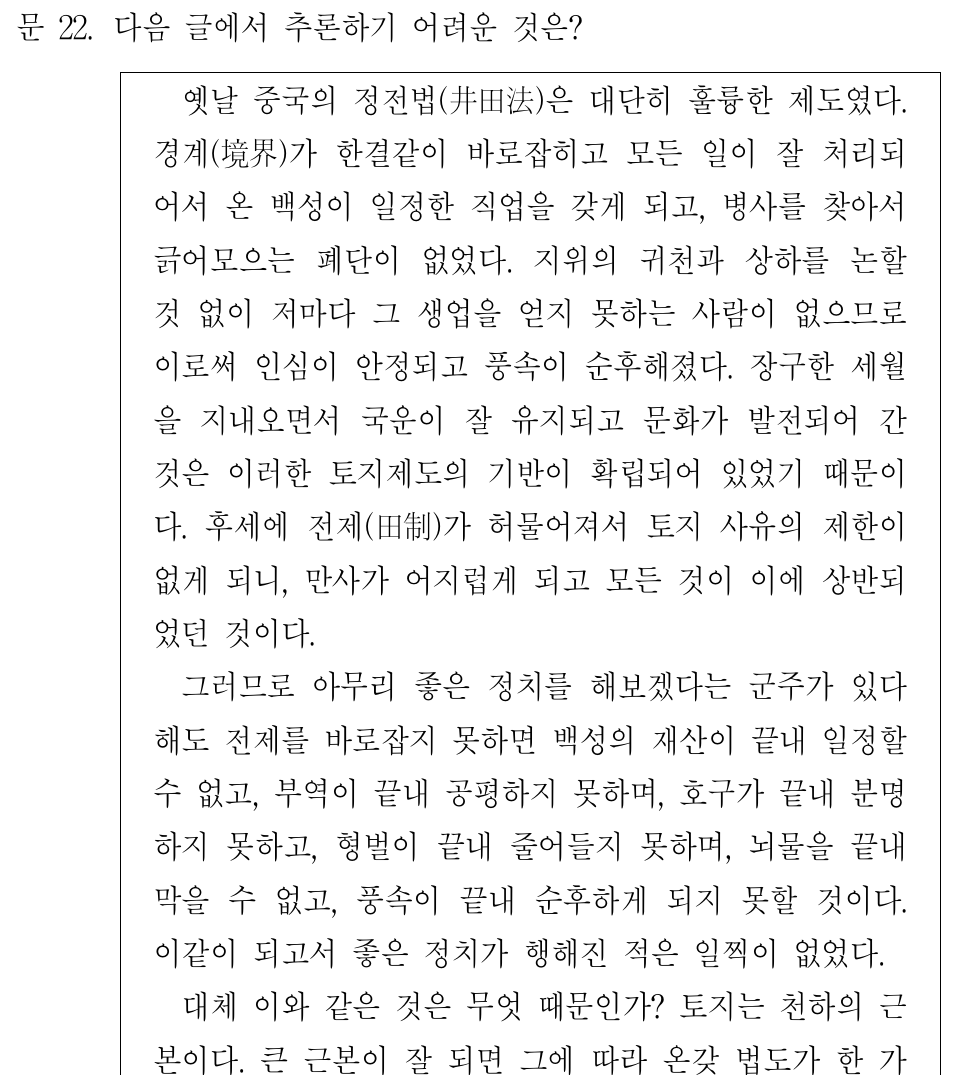 문 22. 다음 글에서 추론하기 어려운 것은?
옛날 중국의 정전법(井田法)은 대단히 훌륭한 제도였다.
경계(境界)가 한결같이 바로잡히고 모든 일이 잘 처리되
어서 온 백성이 일정한 직업을 갖게 되고, 병사를 찾아서
긁어모으는 폐단이 없었다. 지위의 귀천과 상하를 논할
것 없이 저마다 그 생업을 얻지 못하는 사람이 없으므로
이로써 인심이 안정되고 풍속이 순후해졌다. 장구한 세월
을 지내오면서 국운이 잘 유지되고 문화가 발전되어 간
것은 이러한 토지제도의 기반이 확립되어 있었기 때문이
다. 후세에 전제(田制)가 허물어져서 토지 사유의 제한이
없게 되니, 만사가 어지럽게 되고 모든 것이 이에 상반되
었던 것이다.
그러므로 아무리 좋은 정치를 해보겠다는 군주가 있다
해도 전제를 바로잡지 못하면 백성의 재산이 끝내 일정할
수 없고, 부역이 끝내 공평하지 못하며, 호구가 끝내 분명
하지 못하고, 형벌이 끝내 줄어들지 못하며, 뇌물을 끝내
막을 수 없고, 풍속이 끝내 순후하게 되지 못할 것이다.
이같이 되고서 좋은 정치가 행해진 적은 일찍이 없었다.
대체 이와 같은 것은 무엇 때문인가? 토지는 천하의 근
본이다. 큰 근본이 잘 되면 그에 따라 온갖 법도가 한 가